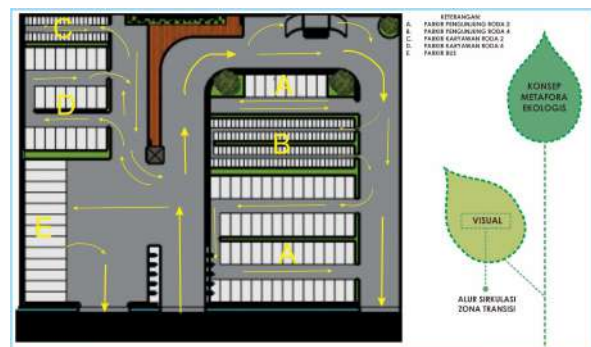 KETERANGAN:
A. PARKIR PENGUNJUNG RODA 2
B. PARKIR PENGUNJUNG RODA 4
C. PARKIR KARYAWAN RODA 2
D. PARKIR KARYAWAN RODA 4
E. PARKIR BUS
C
D
E
A
B
A
KONSEP
METAFORA
EKOLOGIS
VISUAL
ALUR SIRKULASI
ZONA TRANSISI